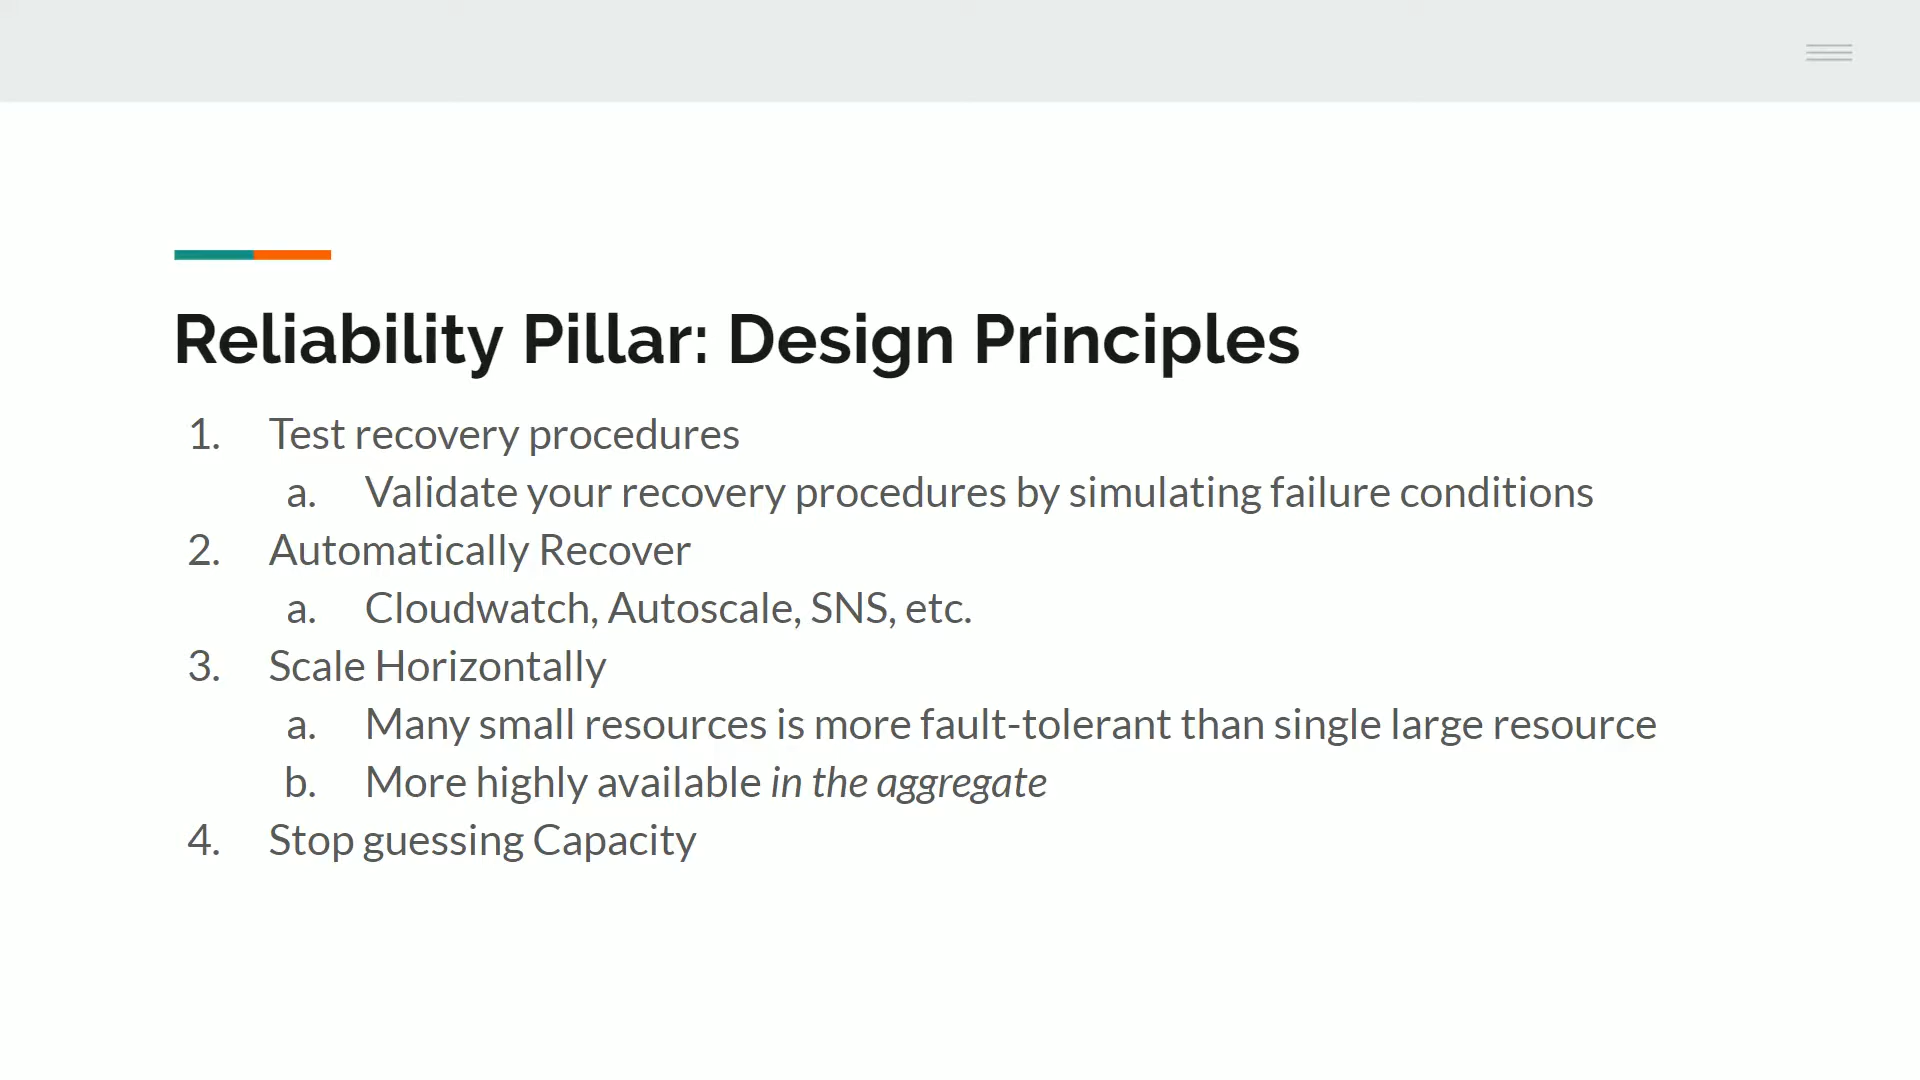 Reliability Pillar: Design Principles
1. Test recovery procedures
a. Validate your recovery procedures by simulating failure conditions
2. Automatically Recover
a. Cloudwatch, Autoscale, SNS, etc.
3. Scale Horizontally
a. Many small resources is more fault-tolerant than single large resource
b. More highly available in the aggregate
4. Stop guessing Capacity